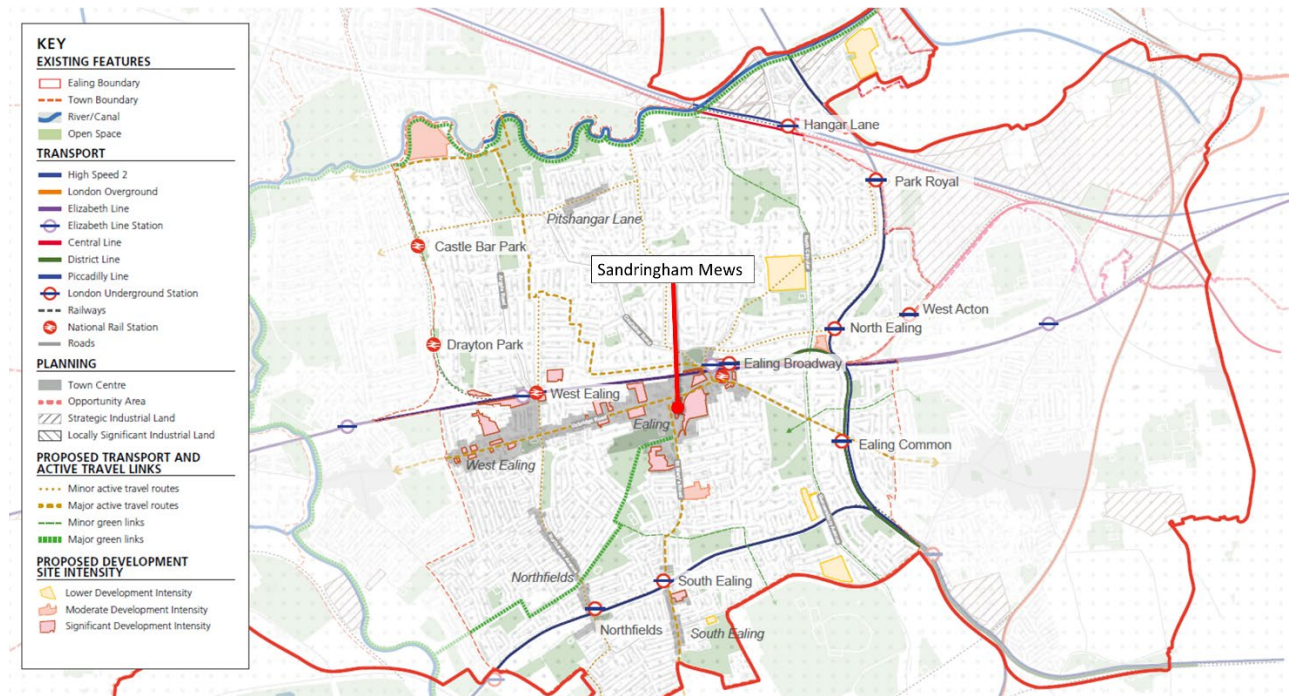 KEY
EXISTING FEATURES
Ealing Boundary
Town Boundary
River/Canal
Open Space
TRANSPORT
High Speed 2
London Overground
Elizabeth Line
Elizabeth Line Station
Central Line
District Line
Piccadilly Line
London Underground Station
Railways
National Rail Station
Roads
PLANNING
Town Centre
Opportunity Area
Strategic Industrial Land
Locally Significant Industrial Land
PROPOSED TRANSPORT AND
ACTIVE TRAVEL LINKS
Minor active travel routes
Major active travel routes
Minor green links
Major green links
PROPOSED DEVELOPMENT
SITE INTENSITY
Lower Development Intensity
Moderate Development Intensity
Significant Development Intensity
Hangar Lane
Park Royal
Pitshangar Lane
Castle Bar Park
Sandringham Mews
West Acton
North Ealing
Drayton Park
Ealing Broadway
West Ealing
Ealing
Ealing Common
West Ealing
Northfields
South Ealing
Northfields
South Ealing